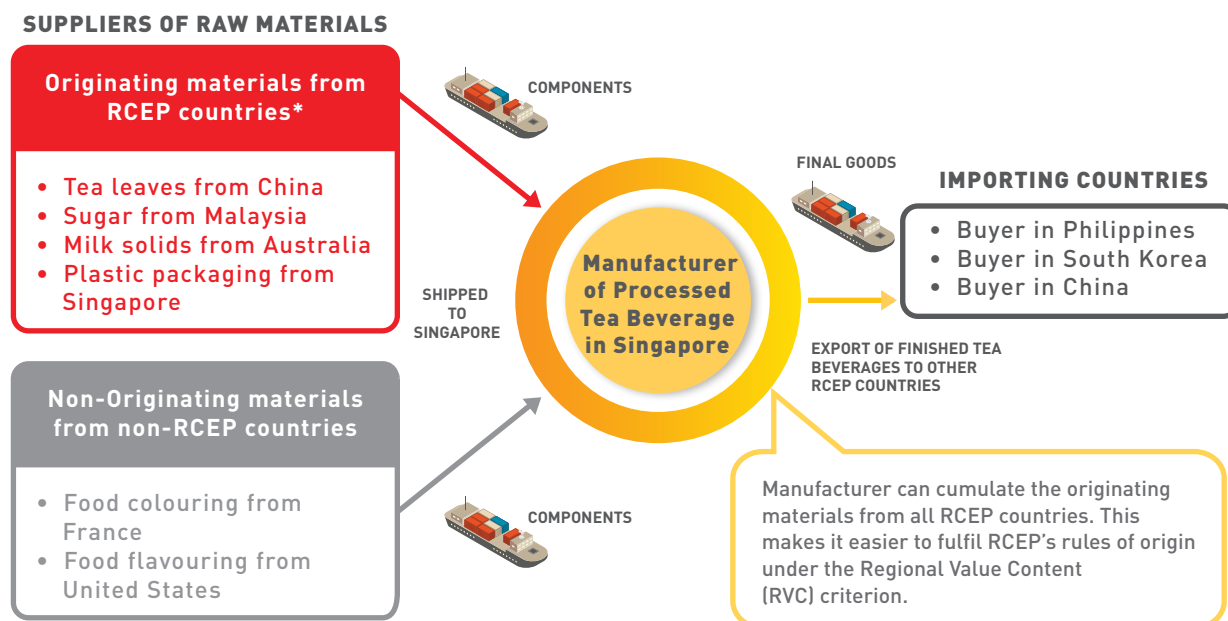 SUPPLIERS OF RAW MATERIALS
Originating materials from
RCEP countries*
• Tea leaves from China
• Sugar from Malaysia
• Milk solids from Australia
• Plastic packaging from
Singapore
COMPONENTS
SHIPPED
TO
SINGAPORE
Non-Originating materials
from non-RCEP countries
• Food colouring from
France
• Food flavouring from
United States
COMPONENTS
Manufacturer
of Processed
Tea Beverage
in Singapore
FINAL GOODS
EXPORT OF FINISHED TEA
BEVERAGES TO OTHER
RCEP COUNTRIES
IMPORTING COUNTRIES
• Buyer in Philippines
• Buyer in South Korea
• Buyer in China
Manufacturer can cumulate the originating
materials from all RCEP countries. This
makes it easier to fulfil RCEP's rules of origin
under the Regional Value Content
(RVC) criterion.